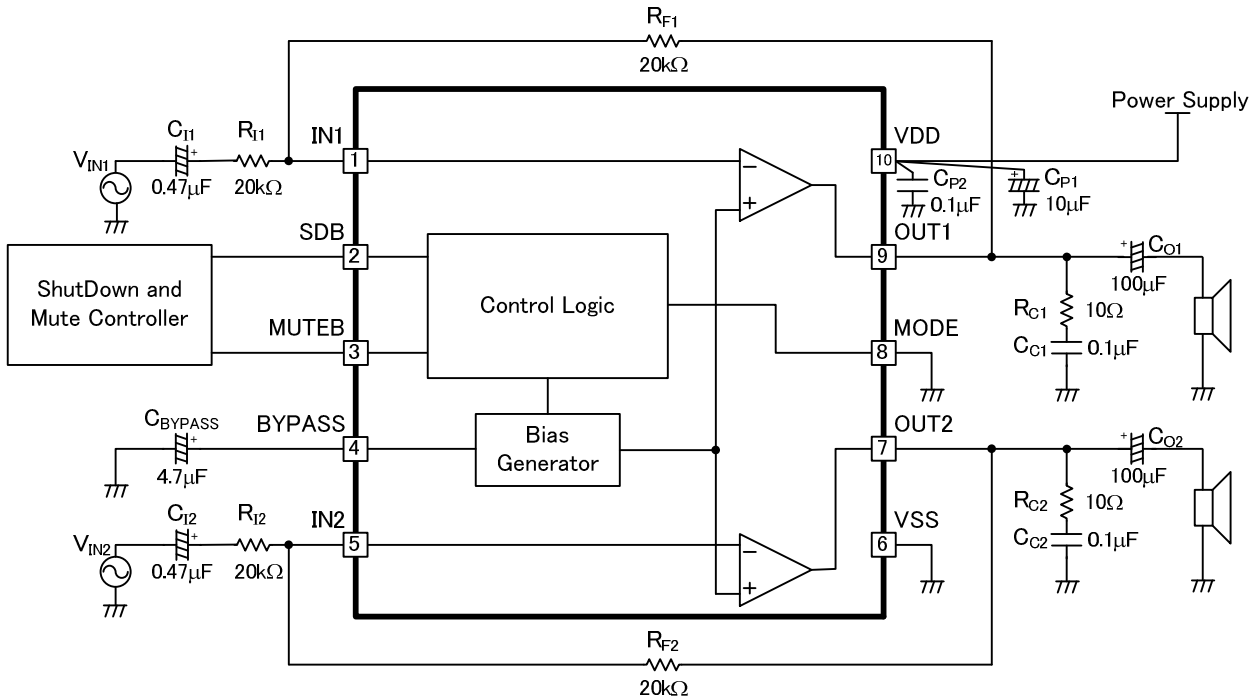 RF1
20kΩ
Power Supply
CI1
RI1
IN1
VDD
VIN1
+
1
−
10
CP2
+
CP1
0.47μF
20kΩ
+
0.1μF
10μF
SDB
OUT1
2
9
+
CO1
ShutDown and
Mute Controller
Control Logic
100μF
RC1
10Ω
MUTEB
MODE
3
8
CC1
0.1μF
CBYPASS
BYPASS
OUT2
+
4
Bias
Generator
7
+
CO2
4.7μF
100μF
CI2
RI2
IN2
VSS
RC2
10Ω
VIN2
+
5
−
6
CC2
0.1μF
0.47μF
20kΩ
+
RF2
20kΩ